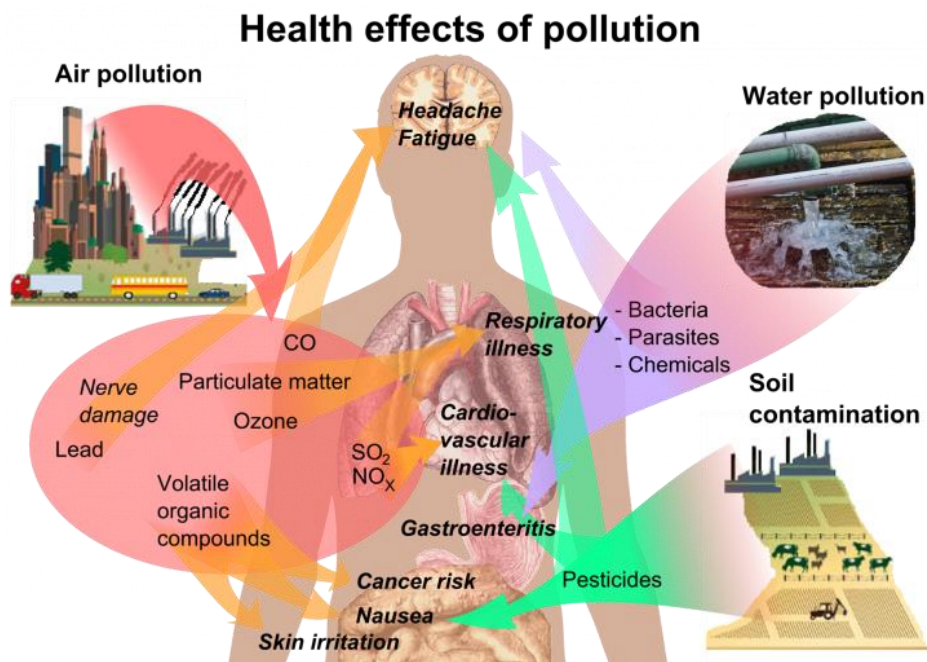 Health effects of pollution
Air pollution
Water pollution
Headache
Fatigue
CO
Respiratory
illness
- Bacteria
- Parasites
- Chemicals
Nerve
damage
Particulate matter
Ozone
Lead
Cardio-
vascular
illness
Soil
contamination
SO₂
NOₓ
Volatile
organic
compounds
Gastroenteritis
Cancer risk
Pesticides
Nausea
Skin irritation